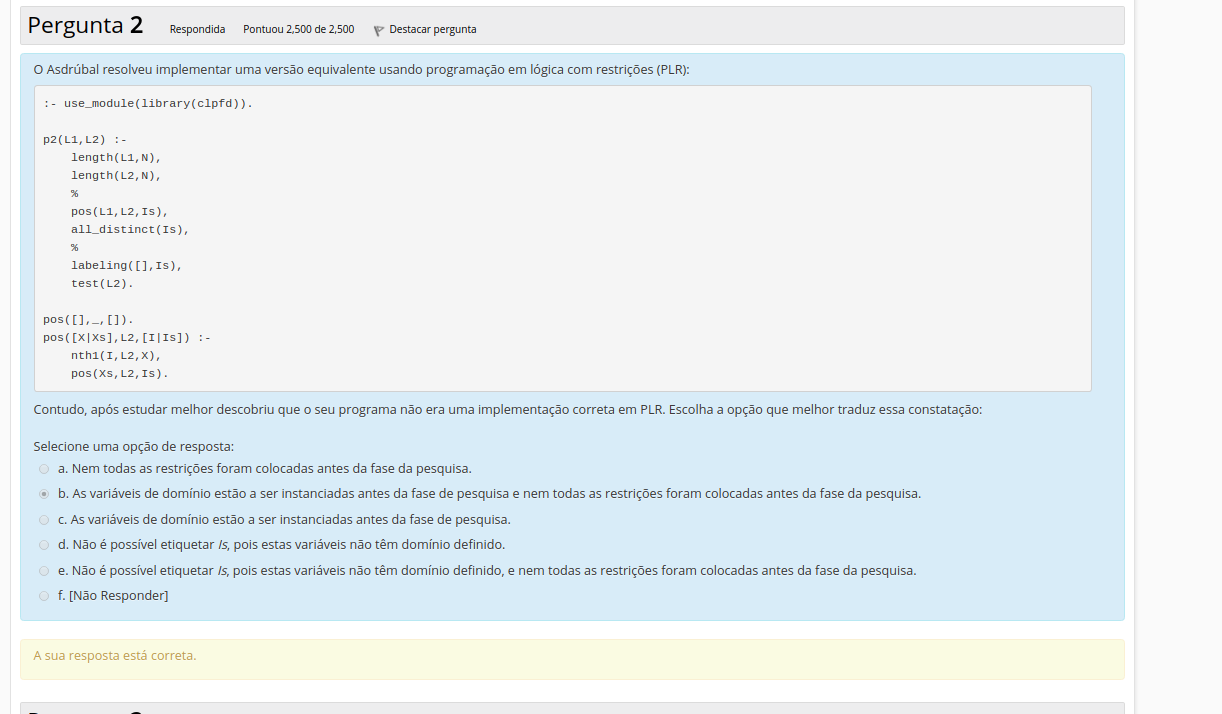 Pergunta 2 Respondida Pontuou 2,500 de 2,500 Destacar pergunta
O Asdrúbal resolveu implementar uma versão equivalente usando programação em lógica com restrições (PLR):
:- use_module(library(clpfd)).
p2(L1,L2) :-
length(L1,N),
length(L2,N),
%
pos(L1,L2,Is),
all_distinct(Is),
%
labeling([],Is),
test(L2).
pos([],_,[]).
pos([X|Xs],L2,[I|Is]) :-
nth1(I,L2,X),
pos(Xs,L2,Is).
Contudo, após estudar melhor descobriu que o seu programa não era uma implementação correta em PLR. Escolha a opção que melhor traduz essa constatação:
Selecione uma opção de resposta:
a. Nem todas as restrições foram colocadas antes da fase da pesquisa.
b. As variáveis de domínio estão a ser instanciadas antes da fase de pesquisa e nem todas as restrições foram colocadas antes da fase da pesquisa.
c. As variáveis de domínio estão a ser instanciadas antes da fase de pesquisa.
d. Não é possível etiquetar Is, pois estas variáveis não têm domínio definido.
e. Não é possível etiquetar Is, pois estas variáveis não têm domínio definido, e nem todas as restrições foram colocadas antes da fase da pesquisa.
f. [Não Responder]
A sua resposta está correta.